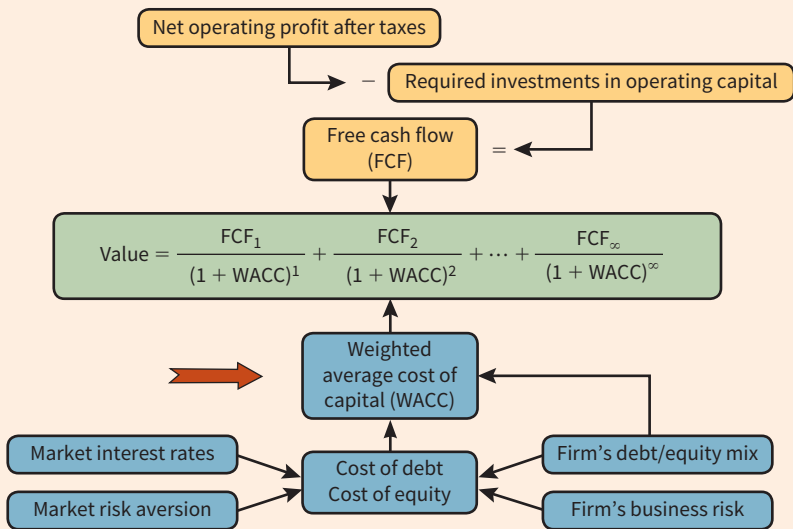 Net operating profit after taxes
− Required investments in operating capital
Free cash flow
(FCF)
=
Value = FCF₁/(1 + WACC)¹ + FCF₂/(1 + WACC)² + ⋯ + FCF∞/(1 + WACC)^∞
Weighted
average cost of
capital (WACC)
Market interest rates
Cost of debt
Cost of equity
Firm's debt/equity mix
Market risk aversion
Firm's business risk